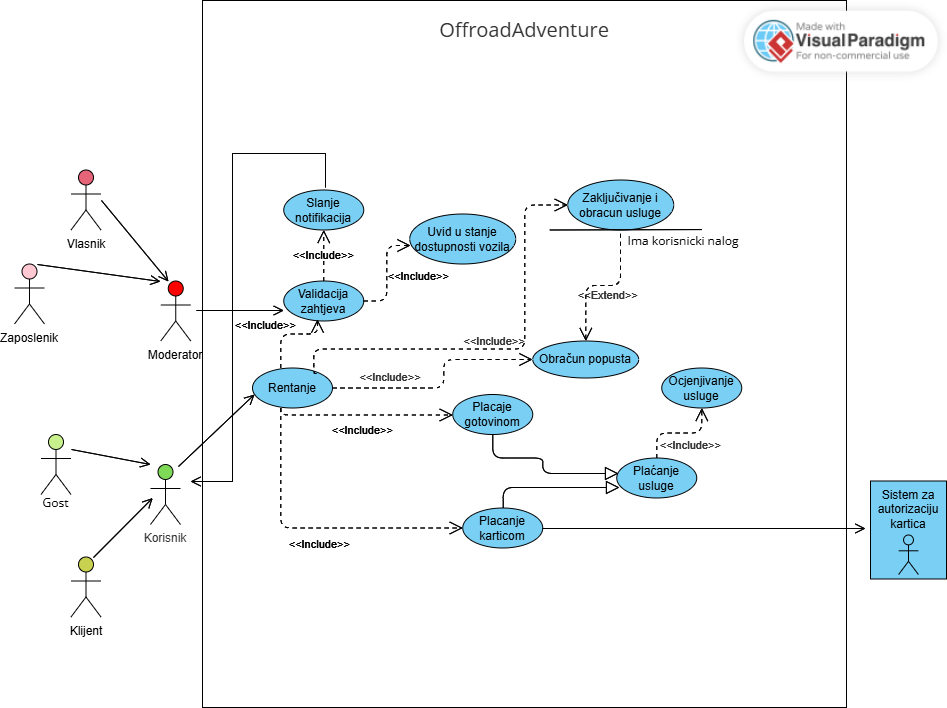 OffroadAdventure
Made with
Visual Paradigm
For non-commercial use
Vlasnik
Zaposlenik
Moderator
Slanje
notifikacija
<<Include>>
Uvid u stanje
dostupnosti vozila
<<Include>>
Zaključivanje i
obracun usluge
Ima korisnicki nalog
<<Extend>>
Validacija
zahtjeva
<<Include>>
<<Include>>
Obračun popusta
Rentanje
<<Include>>
Ocjenjivanje
usluge
Placaje
gotovinom
<<Include>>
<<Include>>
Plaćanje
usluge
Gost
Korisnik
Klijent
Placanje
karticom
<<Include>>
Sistem za
autorizaciju
kartica